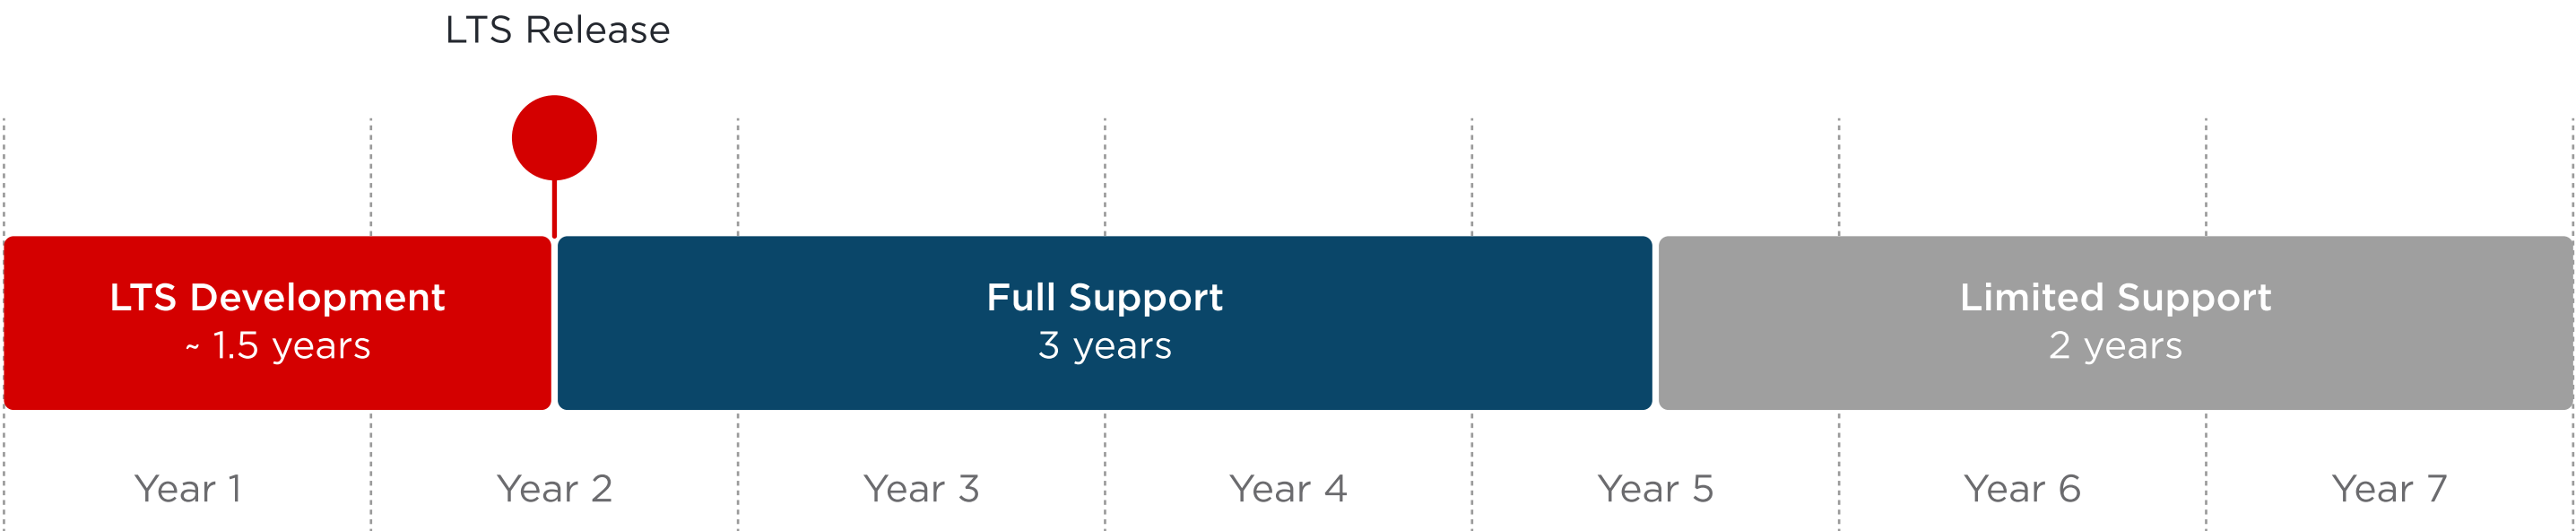 LTS Release
LTS Development
~ 1.5 years
Full Support
3 years
Limited Support
2 years
Year 1
Year 2
Year 3
Year 4
Year 5
Year 6
Year 7